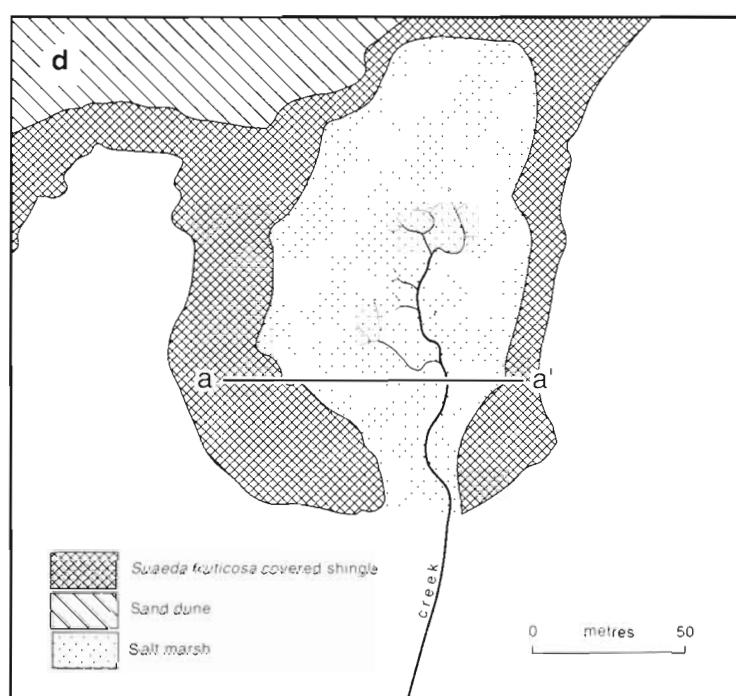 d
a a'
Suaeda fruticosa covered shingle
Sand dune
Salt marsh
creek
0 metres 50